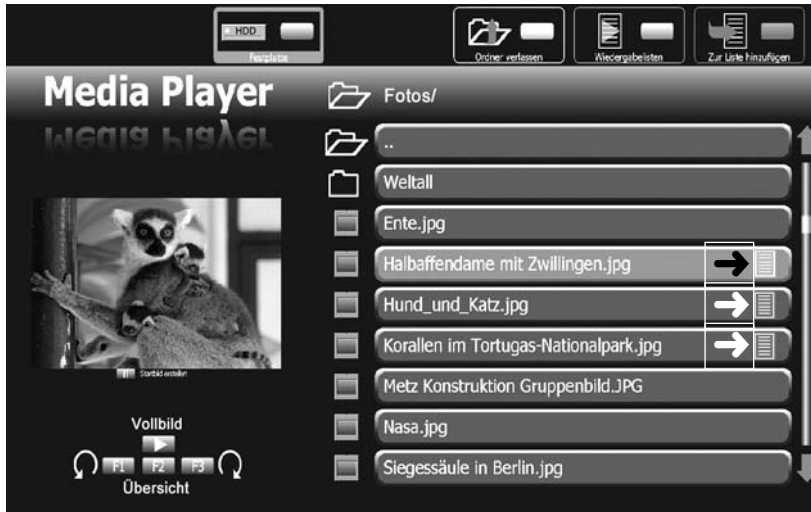 HDD
Festplatte
Ordner verlassen
Wiedergabelisten
Zur Liste hinzufügen
Media Player
Fotos/
..
Weltall
Ente.jpg
Halbaffendame mit Zwillingen.jpg
Hund_und_Katz.jpg
Korallen im Tortugas-Nationalpark.jpg
Metz Konstruktion Gruppenbild.JPG
Nasa.jpg
Siegessäule in Berlin.jpg
Startbild erstellen
Vollbild
F1 F2 F3
Übersicht